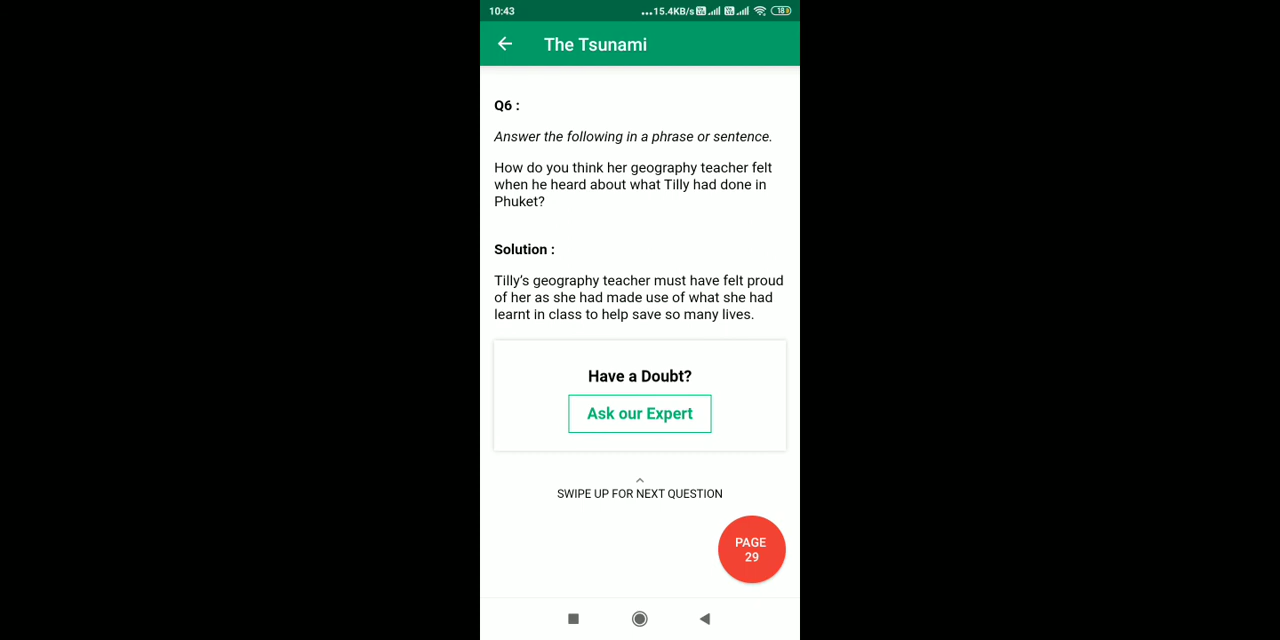 10:43
...15.4KB/s
18
The Tsunami
Q6 :
Answer the following in a phrase or sentence.
How do you think her geography teacher felt
when he heard about what Tilly had done in
Phuket?
Solution :
Tilly's geography teacher must have felt proud
of her as she had made use of what she had
learnt in class to help save so many lives.
Have a Doubt?
Ask our Expert
SWIPE UP FOR NEXT QUESTION
PAGE
29